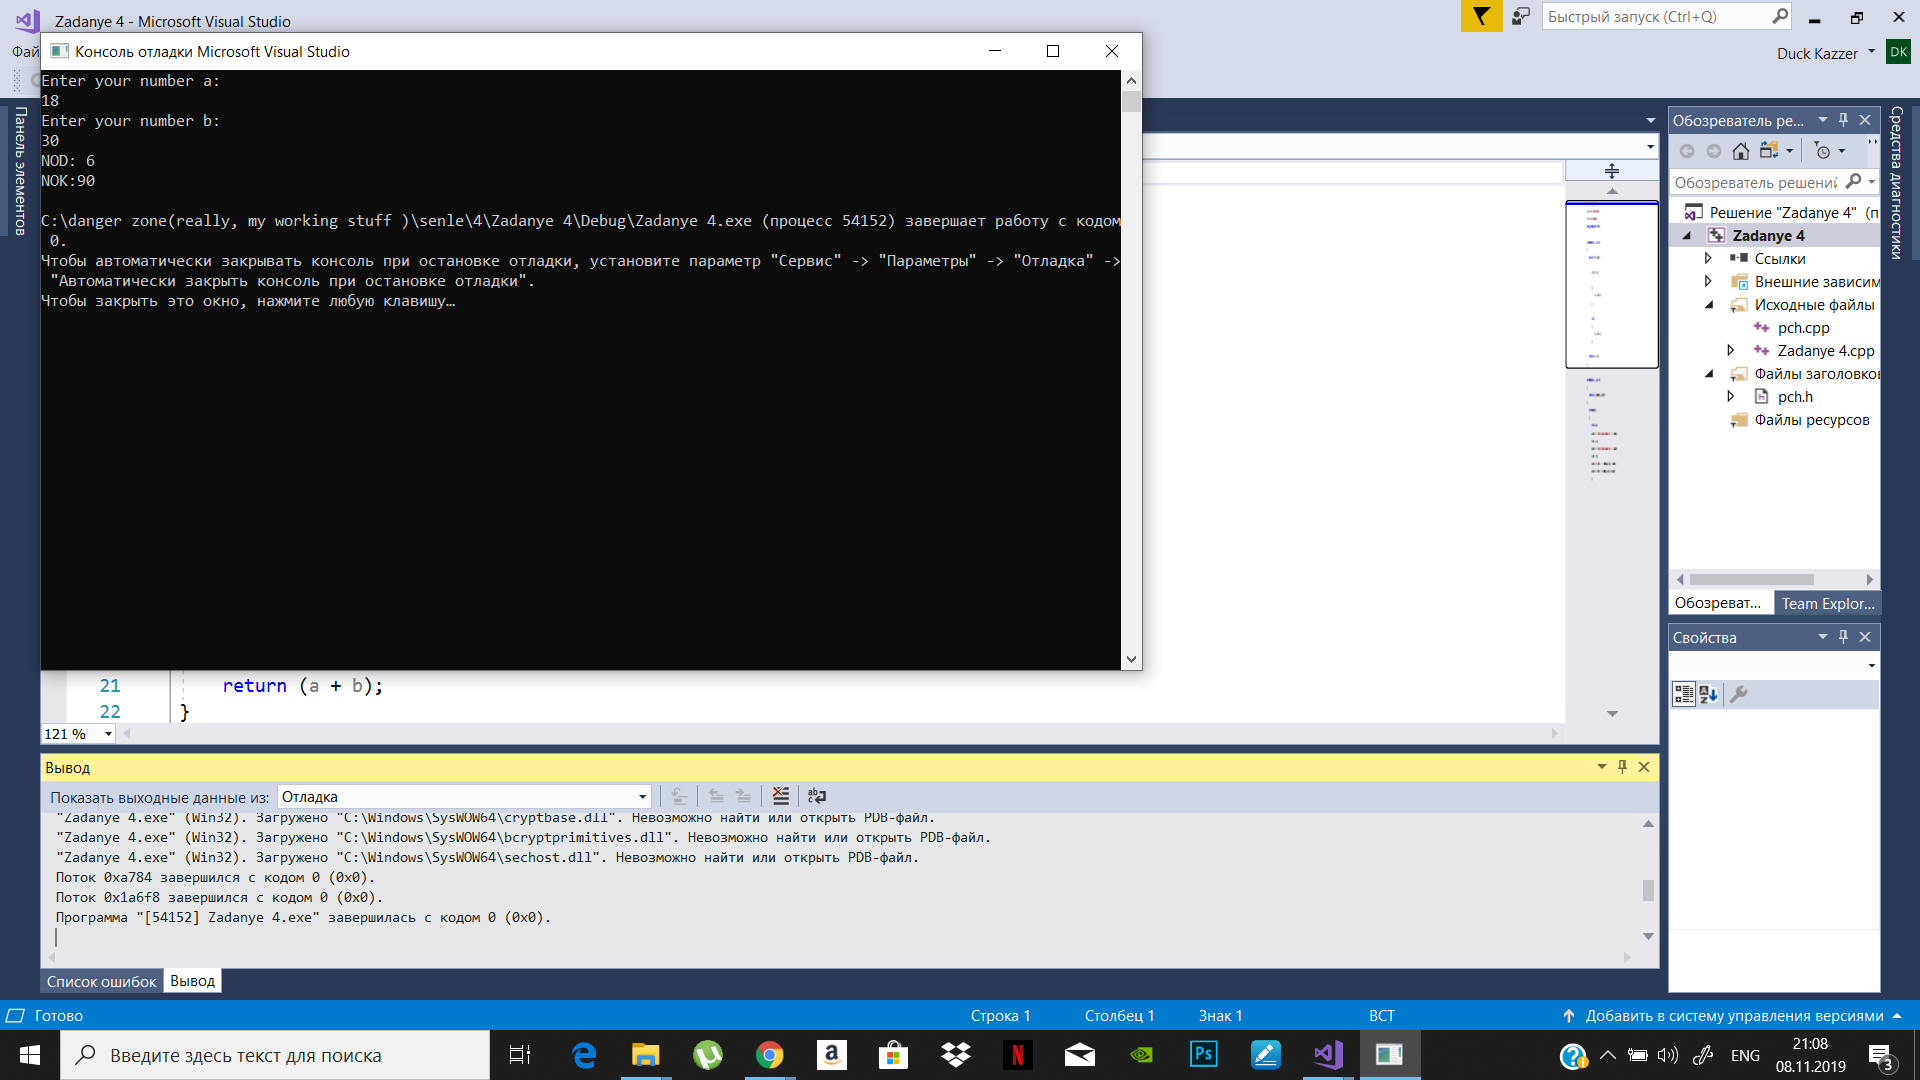 Zadanye 4 - Microsoft Visual Studio
Быстрый запуск (Ctrl+Q)
Duck Kazzer
DK
Консоль отладки Microsoft Visual Studio
Enter your number a:
18
Enter your number b:
30
NOD: 6
NOK:90
C:\danger zone(really, my working stuff )\senle\4\Zadanye 4\Debug\Zadanye 4.exe (процесс 54152) завершает работу с кодом
0.
Чтобы автоматически закрывать консоль при остановке отладки, установите параметр "Сервис" -> "Параметры" -> "Отладка" ->
"Автоматически закрыть консоль при остановке отладки".
Чтобы закрыть это окно, нажмите любую клавишу…
Панель элементов
Средства диагностики
Обозреватель ре...
Обозреватель решений
Решение "Zadanye 4" (п
Zadanye 4
Ссылки
Внешние зависим
Исходные файлы
pch.cpp
Zadanye 4.cpp
Файлы заголовков
pch.h
Файлы ресурсов
Обозреват...
Team Explor...
Свойства
21 return (a + b);
22 }
121 %
Вывод
Показать выходные данные из: Отладка
"Zadanye 4.exe" (Win32). Загружено "C:\Windows\SysWOW64\cryptbase.dll". Невозможно найти или открыть PDB-файл.
"Zadanye 4.exe" (Win32). Загружено "C:\Windows\SysWOW64\bcryptprimitives.dll". Невозможно найти или открыть PDB-файл.
"Zadanye 4.exe" (Win32). Загружено "C:\Windows\SysWOW64\sechost.dll". Невозможно найти или открыть PDB-файл.
Поток 0xa784 завершился с кодом 0 (0x0).
Поток 0x1a6f8 завершился с кодом 0 (0x0).
Программа "[54152] Zadanye 4.exe" завершилась с кодом 0 (0x0).
Список ошибок
Вывод
Готово
Строка 1
Столбец 1
Знак 1
ВСТ
Добавить в систему управления версиями
Введите здесь текст для поиска
ENG
21:08
08.11.2019
3